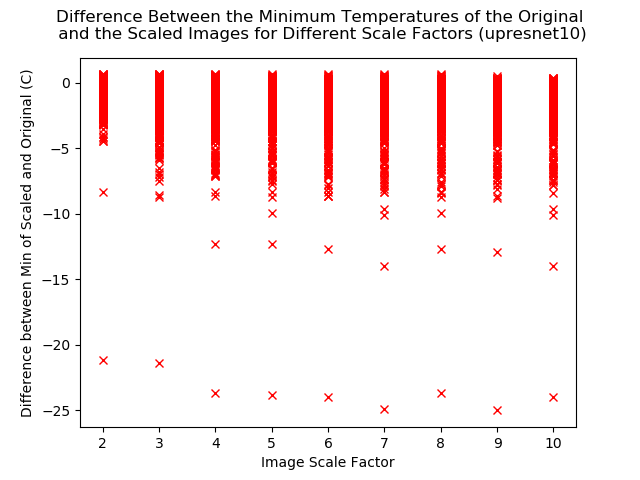 Difference Between the Minimum Temperatures of the Original
and the Scaled Images for Different Scale Factors (upresnet10)
Difference between Min of Scaled and Original (C)
0
−5
−10
−15
−20
−25
2 3 4 5 6 7 8 9 10
Image Scale Factor